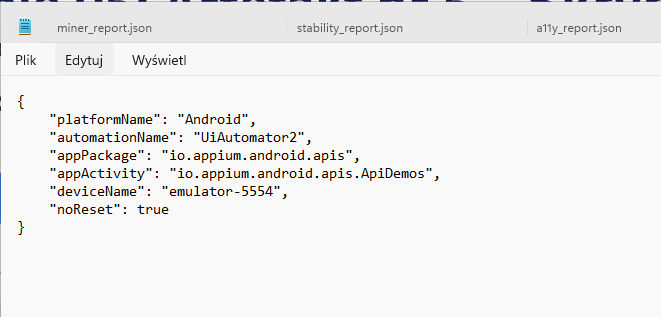 miner_report.json stability_report.json a11y_report.json
Plik Edytuj Wyświetl
{
    "platformName": "Android",
    "automationName": "UiAutomator2",
    "appPackage": "io.appium.android.apis",
    "appActivity": "io.appium.android.apis.ApiDemos",
    "deviceName": "emulator-5554",
    "noReset": true
}